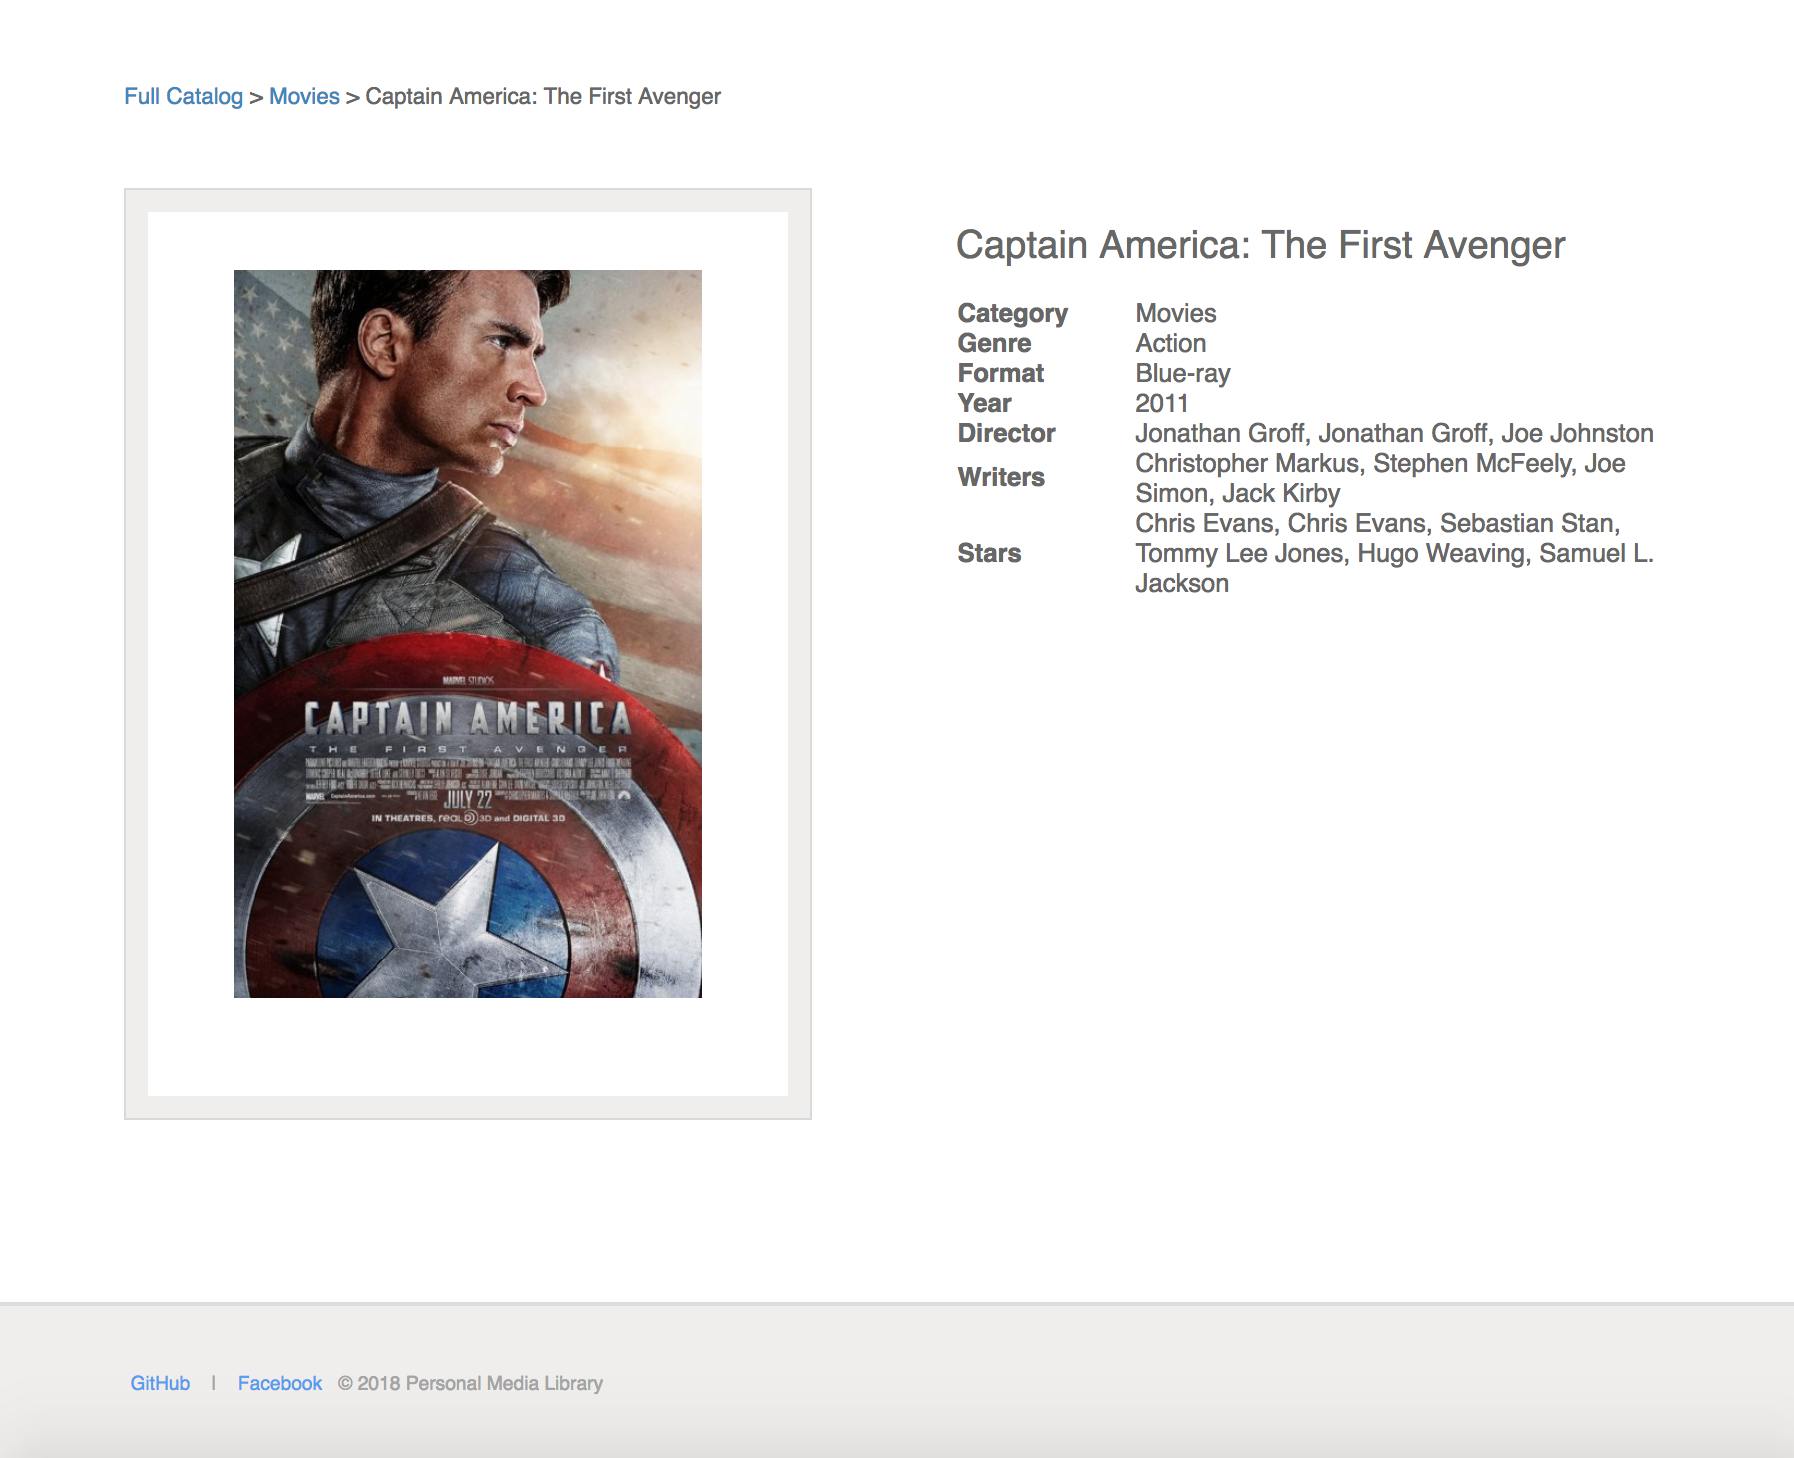 Full Catalog > Movies > Captain America: The First Avenger
Captain America: The First Avenger
Category Movies
Genre Action
Format Blue-ray
Year 2011
Director Jonathan Groff, Jonathan Groff, Joe Johnston
Writers Christopher Markus, Stephen McFeely, Joe
Simon, Jack Kirby
Stars Chris Evans, Chris Evans, Sebastian Stan,
Tommy Lee Jones, Hugo Weaving, Samuel L.
Jackson
MARVEL STUDIOS
CAPTAIN AMERICA
THE FIRST AVENGER
MARVEL CaptainAmerica.com
JULY 22
IN THEATRES, REAL D 3D and DIGITAL 3D
GitHub | Facebook © 2018 Personal Media Library